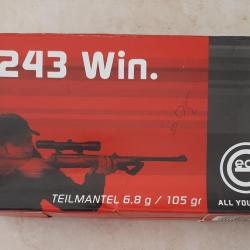 243 Win.
TEILMANTEL 6,8 g / 105 gr
ALL YOU